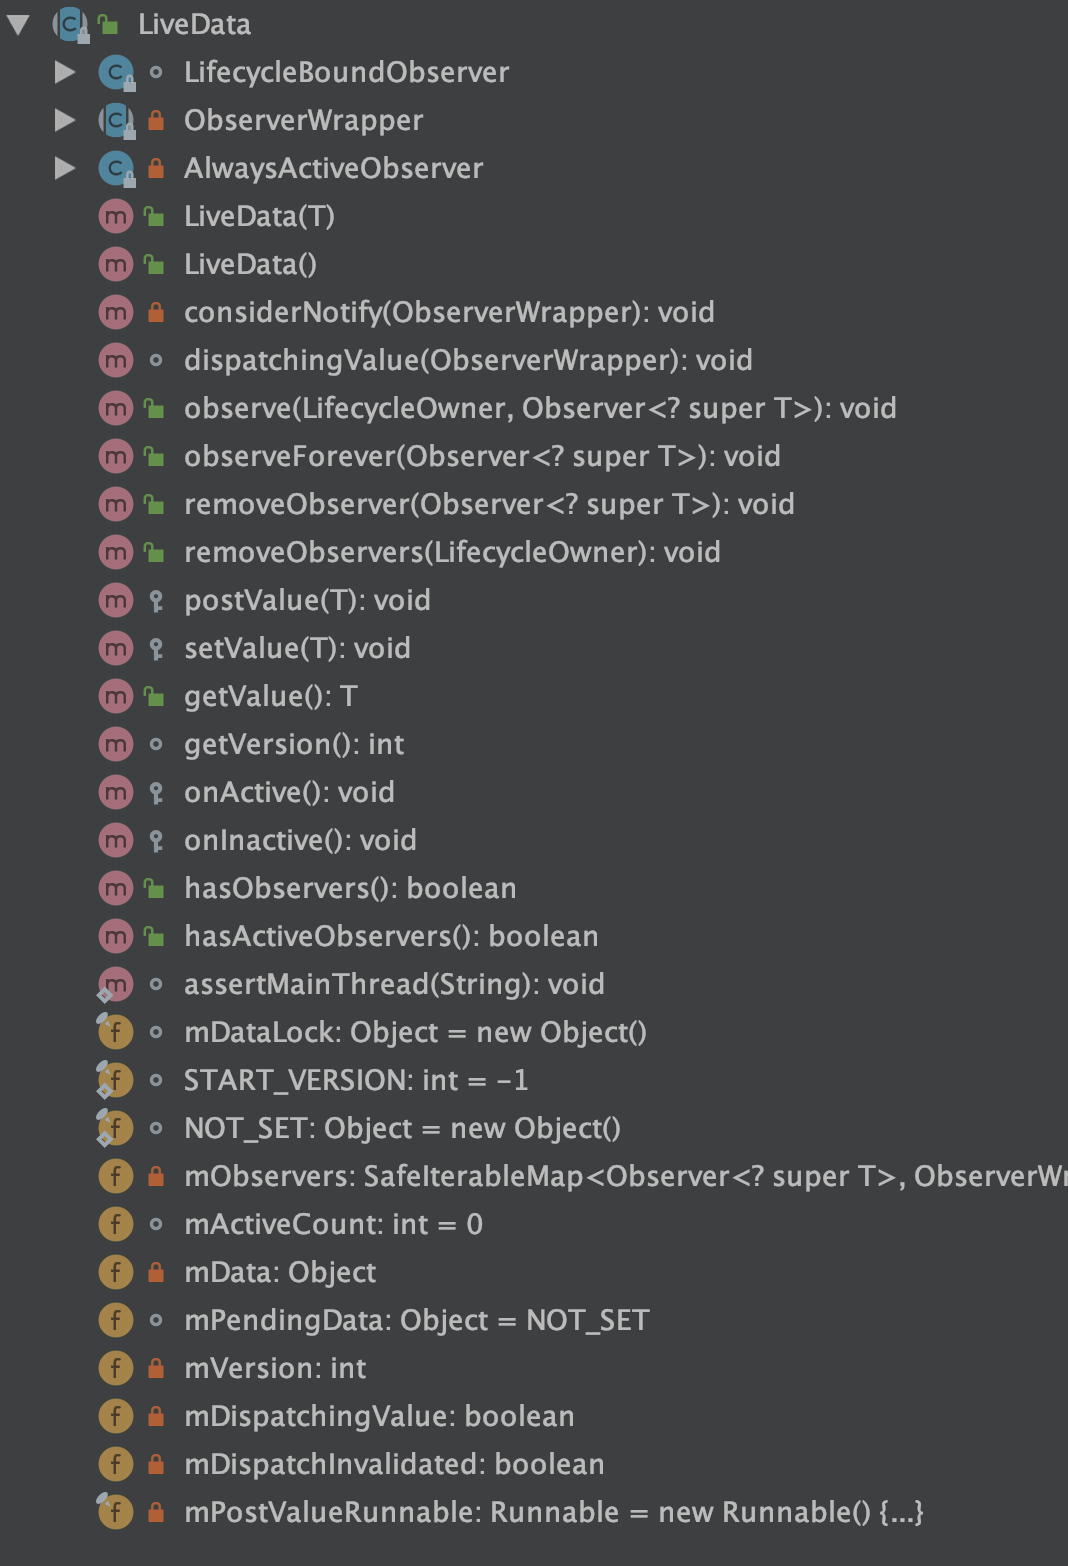 LiveData
LifecycleBoundObserver
ObserverWrapper
AlwaysActiveObserver
LiveData(T)
LiveData()
considerNotify(ObserverWrapper): void
dispatchingValue(ObserverWrapper): void
observe(LifecycleOwner, Observer<? super T>): void
observeForever(Observer<? super T>): void
removeObserver(Observer<? super T>): void
removeObservers(LifecycleOwner): void
postValue(T): void
setValue(T): void
getValue(): T
getVersion(): int
onActive(): void
onInactive(): void
hasObservers(): boolean
hasActiveObservers(): boolean
assertMainThread(String): void
mDataLock: Object = new Object()
START_VERSION: int = -1
NOT_SET: Object = new Object()
mObservers: SafeIterableMap<Observer<? super T>, ObserverWr
mActiveCount: int = 0
mData: Object
mPendingData: Object = NOT_SET
mVersion: int
mDispatchingValue: boolean
mDispatchInvalidated: boolean
mPostValueRunnable: Runnable = new Runnable() {...}